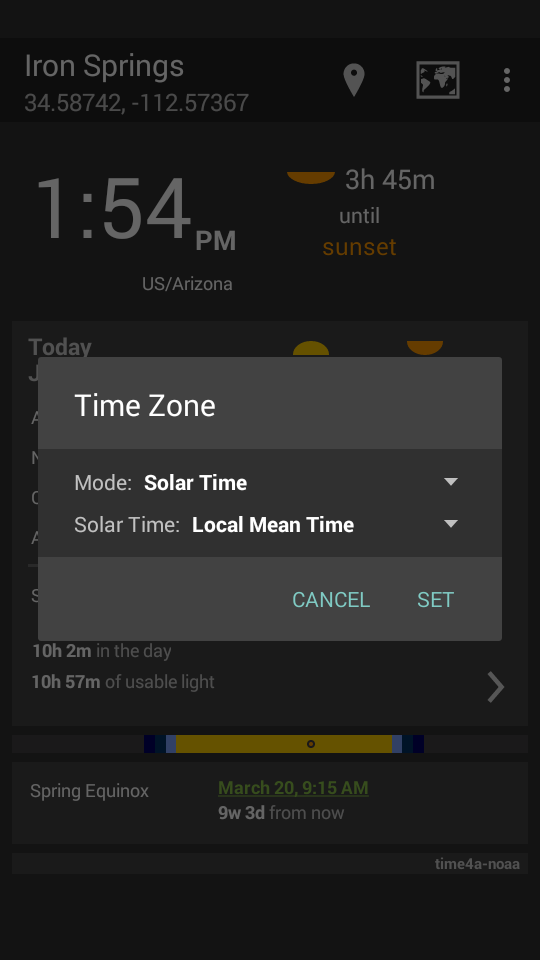 Iron Springs
34.58742, -112.57367
1:54 PM
3h 45m
until
sunset
US/Arizona
Today
Time Zone
Mode: Solar Time
Solar Time: Local Mean Time
CANCEL SET
10h 2m in the day
10h 57m of usable light
Spring Equinox
March 20, 9:15 AM
9w 3d from now
time4a-noaa